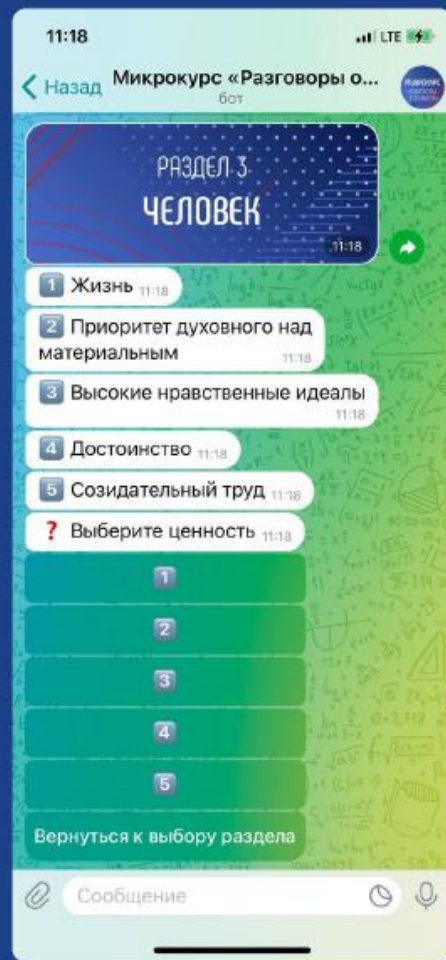 11:18
LTE
Назад
Микрокурс «Разговоры о...
бот
РАЗДЕЛ 3
ЧЕЛОВЕК
11:18
1 Жизнь 11:18
2 Приоритет духовного над
материальным 11:18
3 Высокие нравственные идеалы
11:18
4 Достоинство 11:18
5 Созидательный труд 11:18
? Выберите ценность 11:18
1
2
3
4
5
Вернуться к выбору раздела
Сообщение